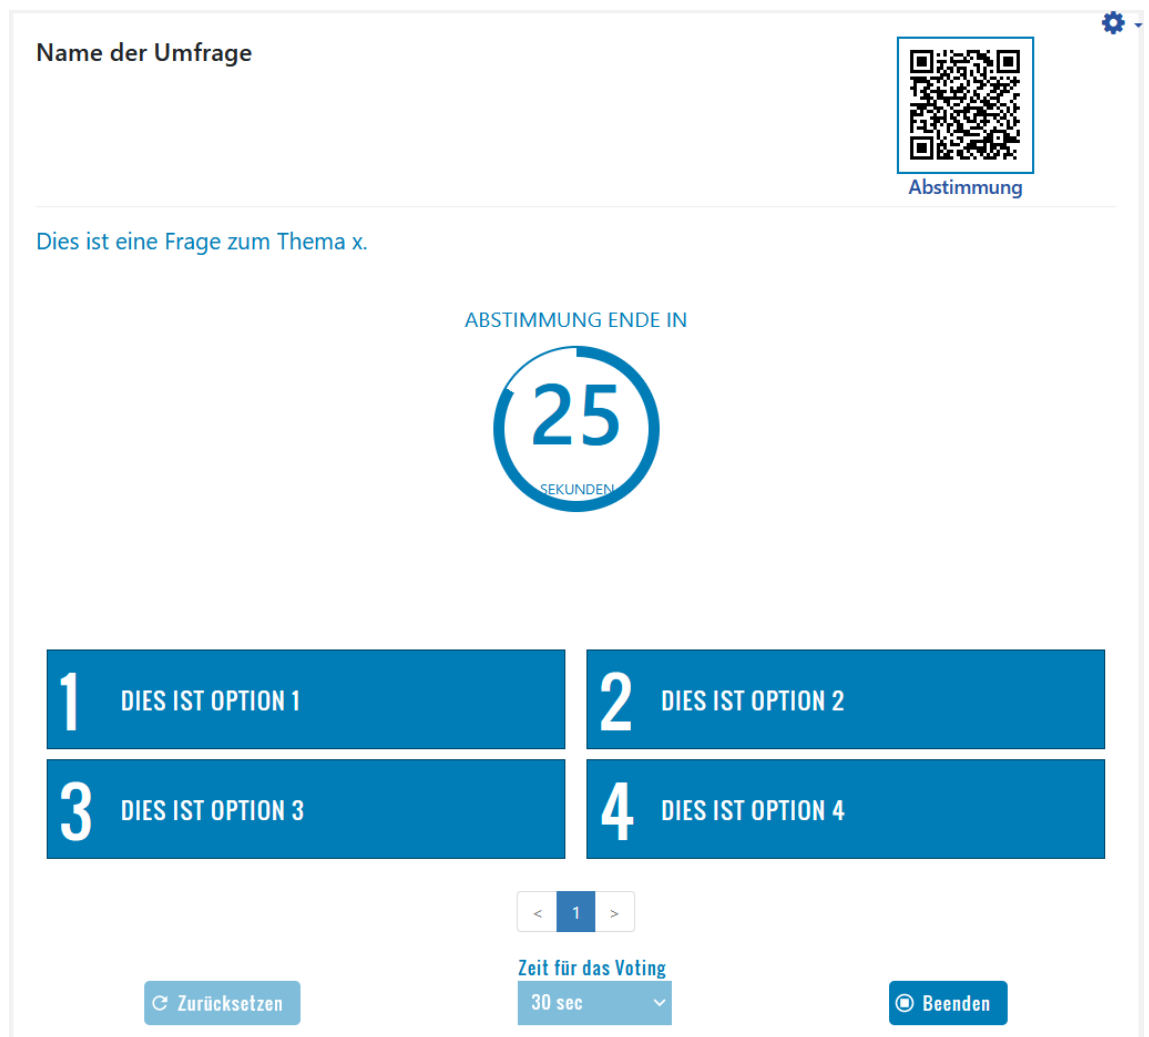 Name der Umfrage
Abstimmung
Dies ist eine Frage zum Thema x.
ABSTIMMUNG ENDE IN
25
SEKUNDEN
1 DIES IST OPTION 1
2 DIES IST OPTION 2
3 DIES IST OPTION 3
4 DIES IST OPTION 4
< 1 >
Zeit für das Voting
Zurücksetzen
30 sec
Beenden